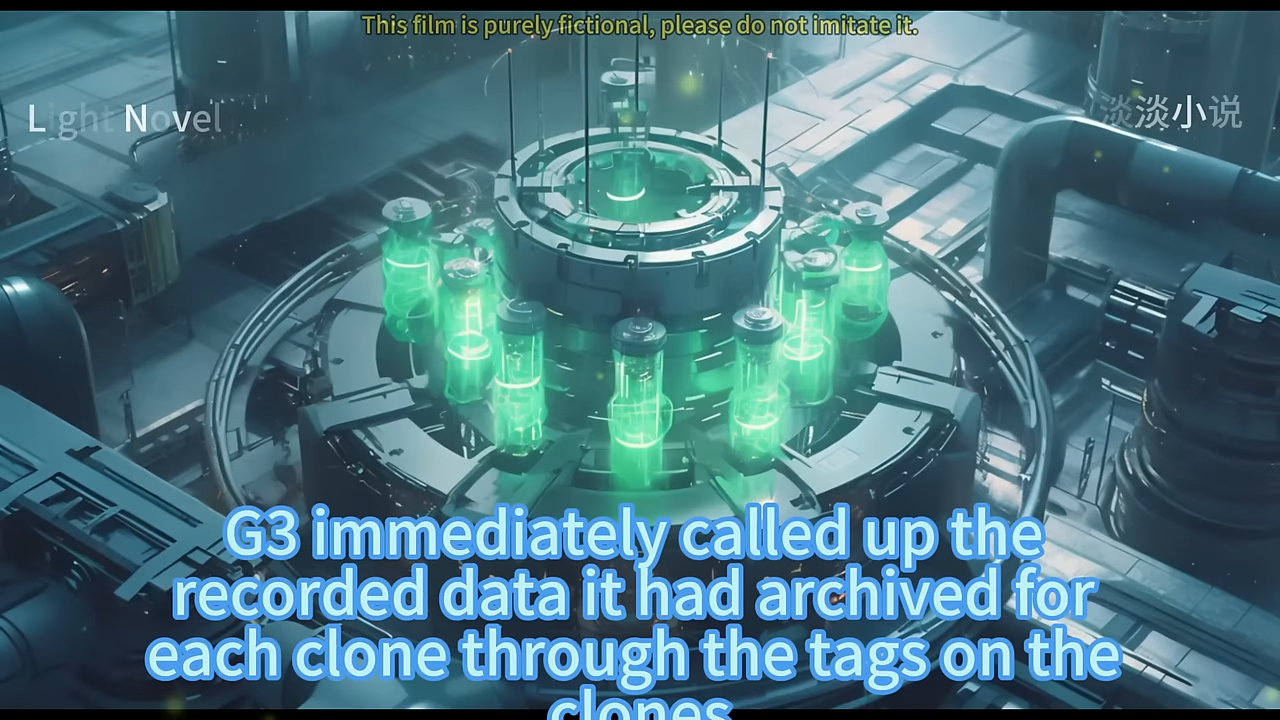 This film is purely fictional, please do not imitate it.
Light Novel
淡淡小说
G3 immediately called up the
recorded data it had archived for
each clone through the tags on the
clones